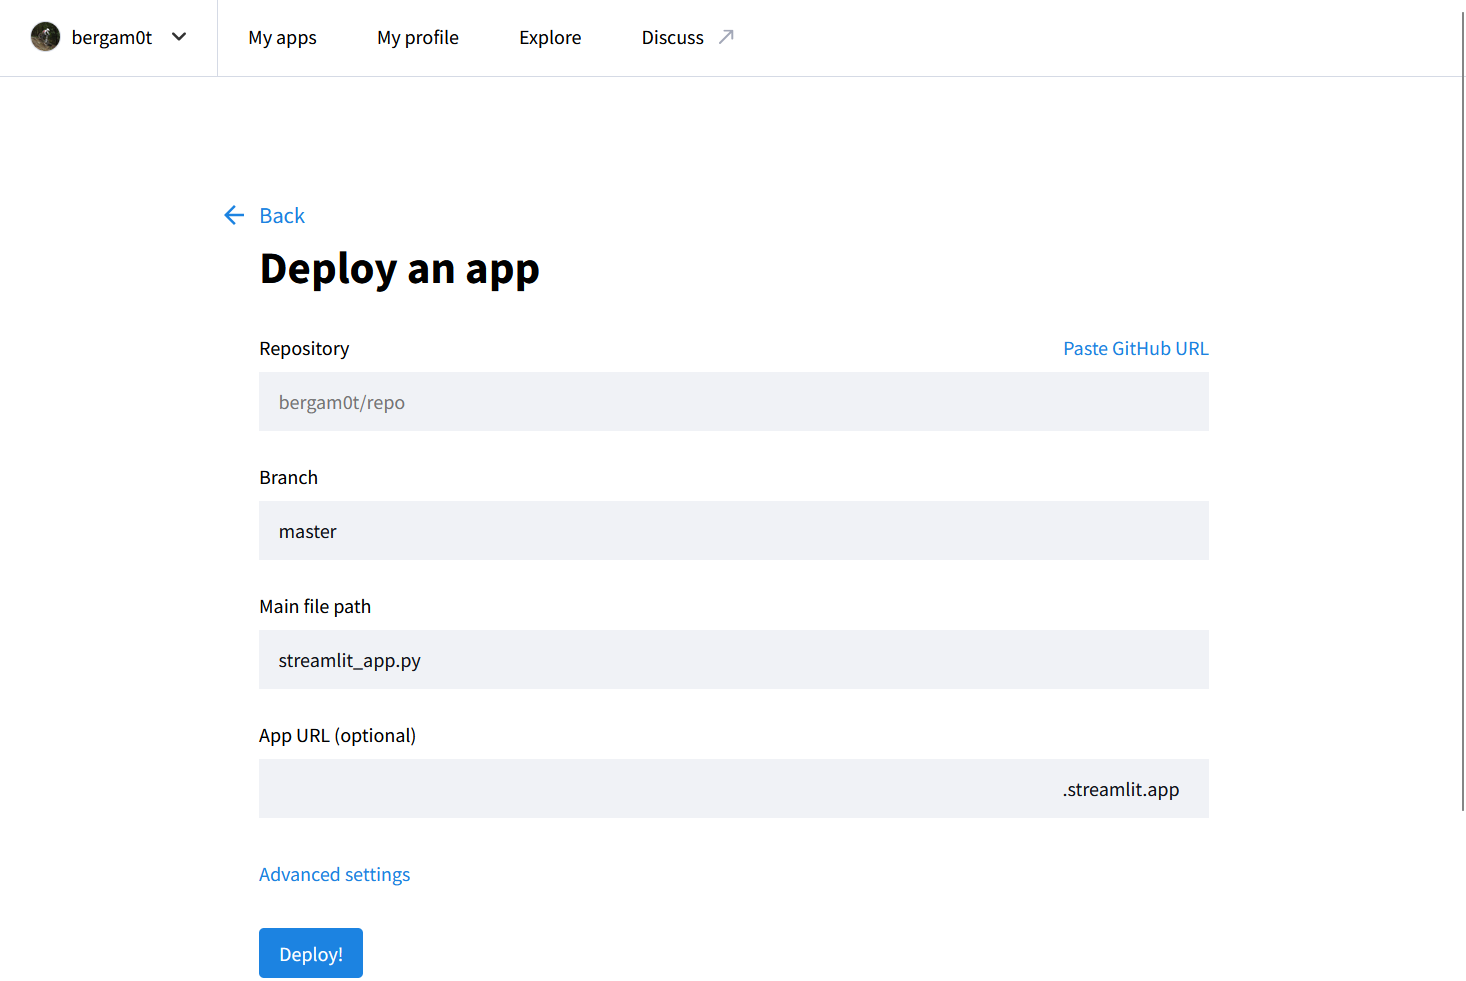 bergam0t
My apps
My profile
Explore
Discuss
Back
Deploy an app
Repository
Paste GitHub URL
bergam0t/repo
Branch
master
Main file path
streamlit_app.py
App URL (optional)
.streamlit.app
Advanced settings
Deploy!